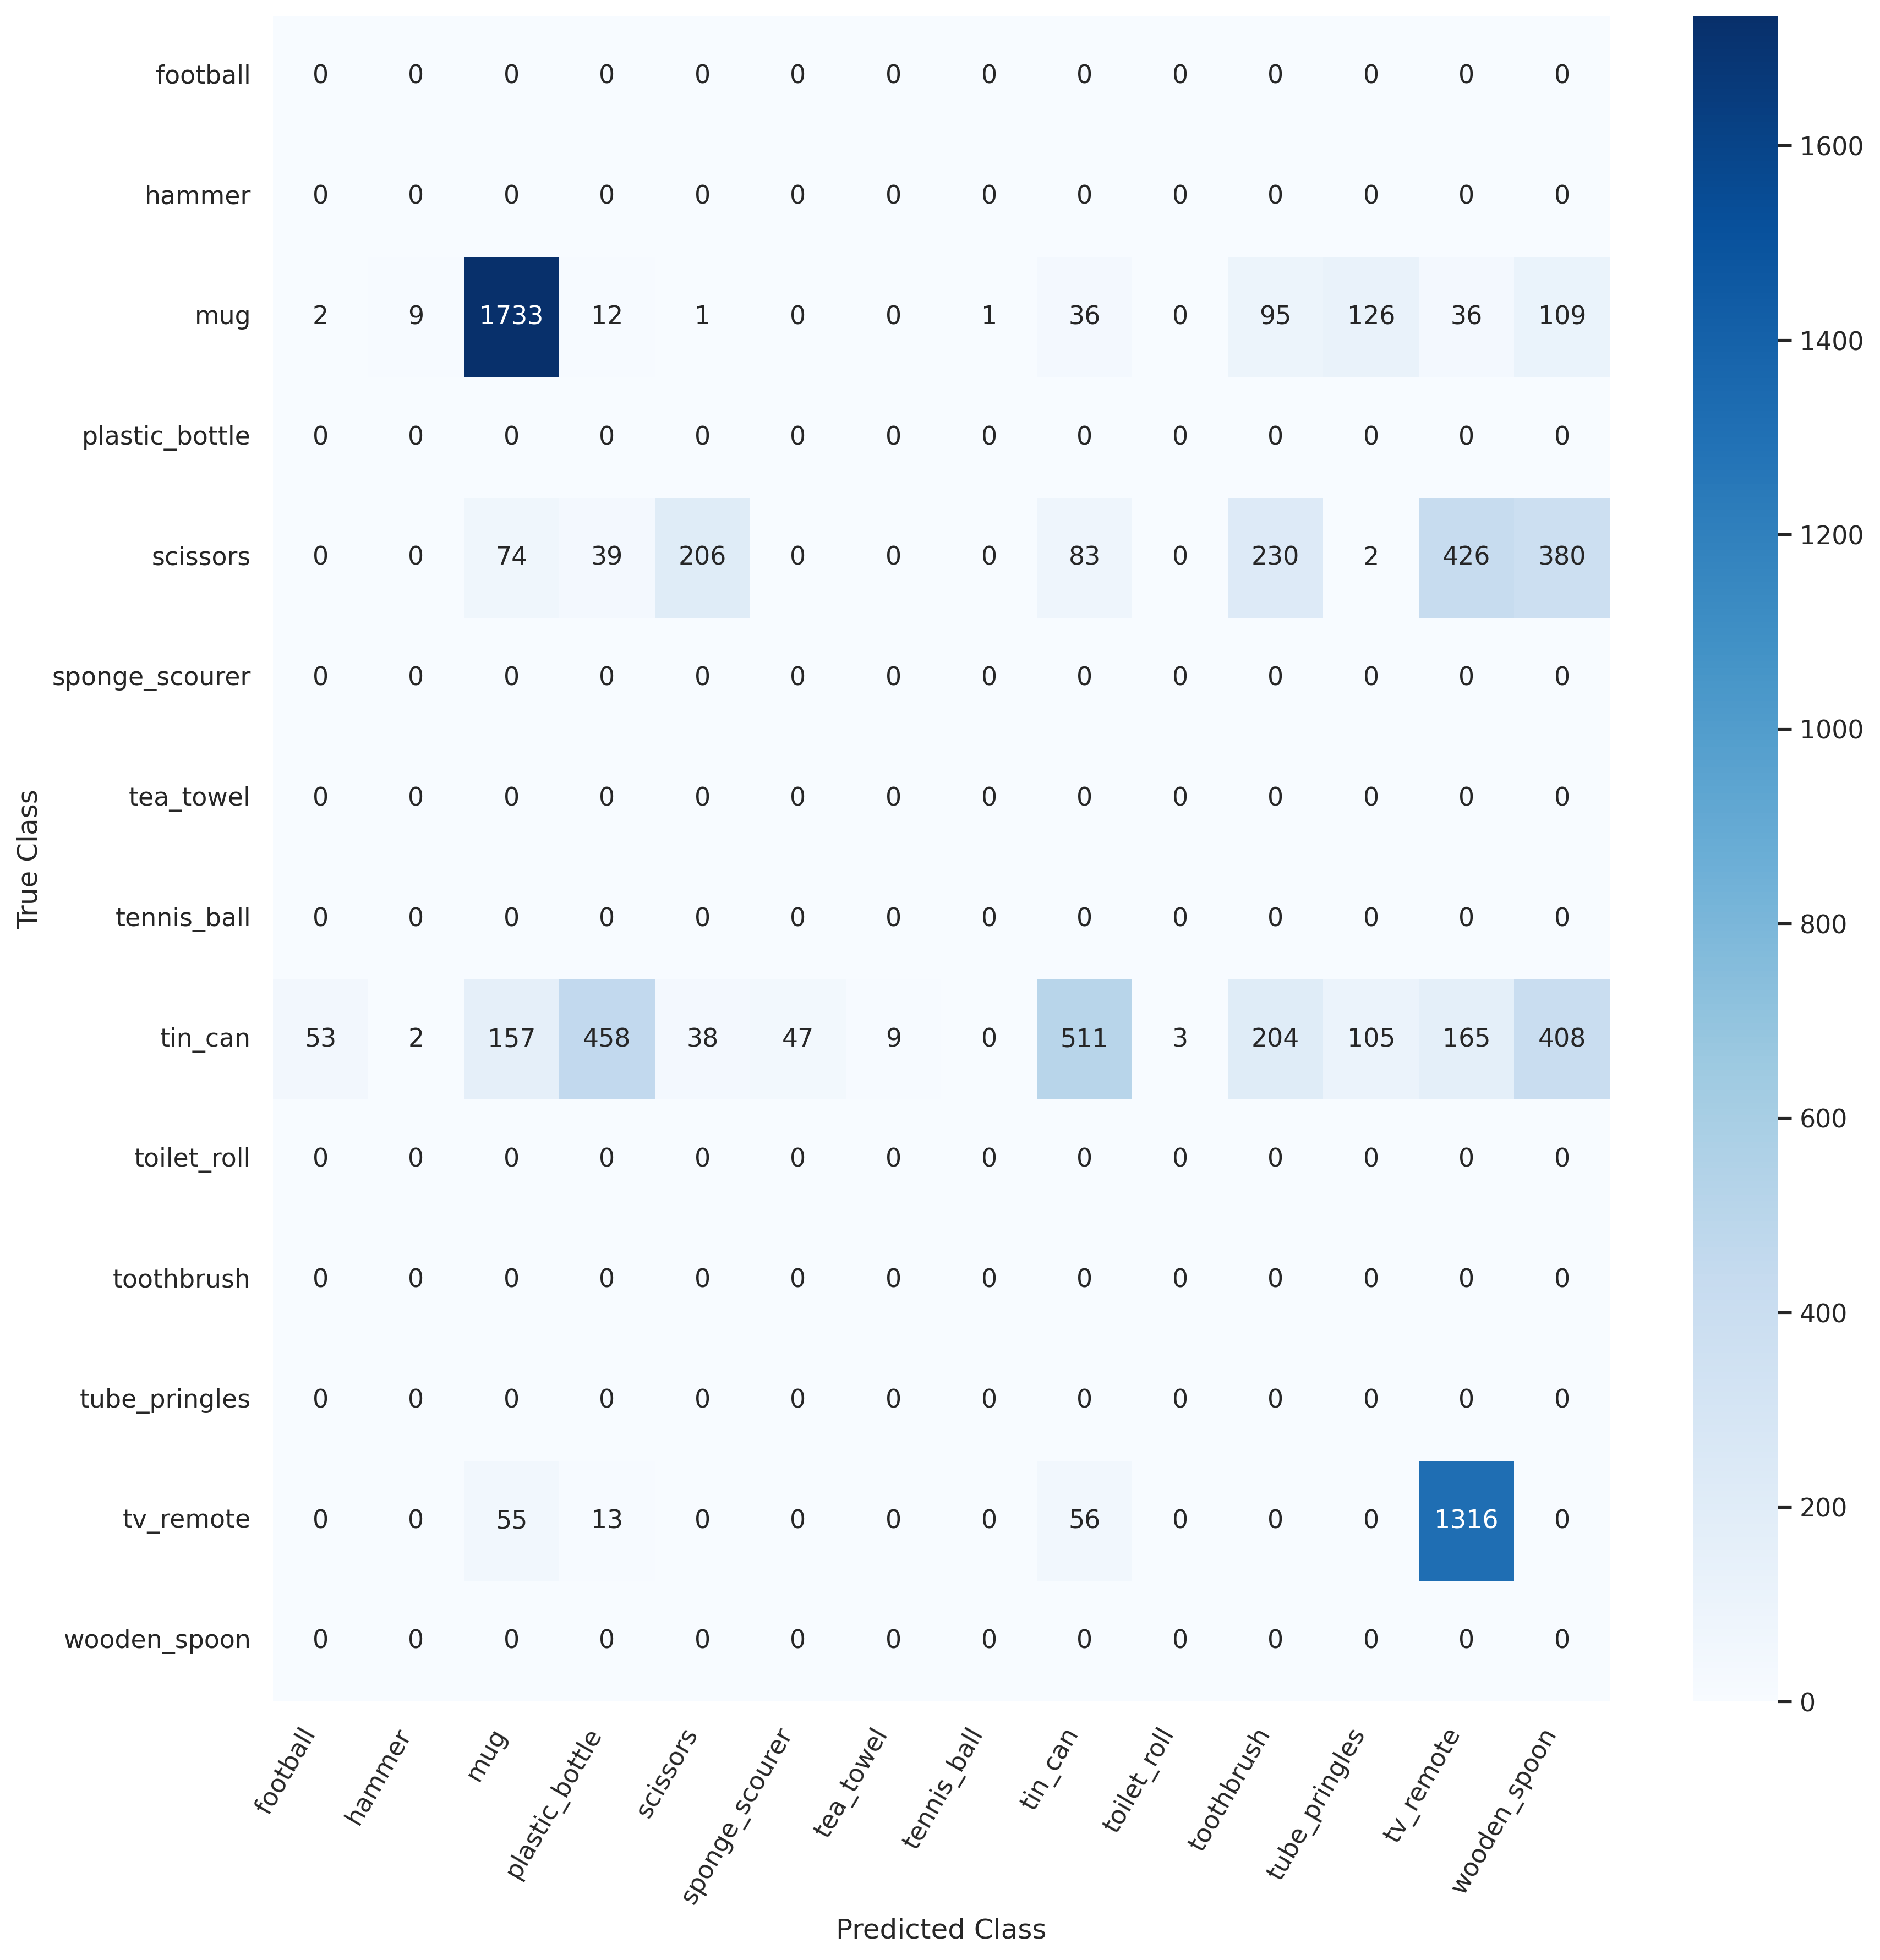 football 0 0 0 0 0 0 0 0 0 0 0 0 0 0
hammer 0 0 0 0 0 0 0 0 0 0 0 0 0 0
mug 2 9 1733 12 1 0 0 1 36 0 95 126 36 109
plastic_bottle 0 0 0 0 0 0 0 0 0 0 0 0 0 0
scissors 0 0 74 39 206 0 0 0 83 0 230 2 426 380
sponge_scourer 0 0 0 0 0 0 0 0 0 0 0 0 0 0
tea_towel 0 0 0 0 0 0 0 0 0 0 0 0 0 0
tennis_ball 0 0 0 0 0 0 0 0 0 0 0 0 0 0
tin_can 53 2 157 458 38 47 9 0 511 3 204 105 165 408
toilet_roll 0 0 0 0 0 0 0 0 0 0 0 0 0 0
toothbrush 0 0 0 0 0 0 0 0 0 0 0 0 0 0
tube_pringles 0 0 0 0 0 0 0 0 0 0 0 0 0 0
tv_remote 0 0 55 13 0 0 0 0 56 0 0 0 1316 0
wooden_spoon 0 0 0 0 0 0 0 0 0 0 0 0 0 0
True Class
football
hammer
mug
plastic_bottle
scissors
sponge_scourer
tea_towel
tennis_ball
tin_can
toilet_roll
toothbrush
tube_pringles
tv_remote
wooden_spoon
Predicted Class
1600
1400
1200
1000
800
600
400
200
0